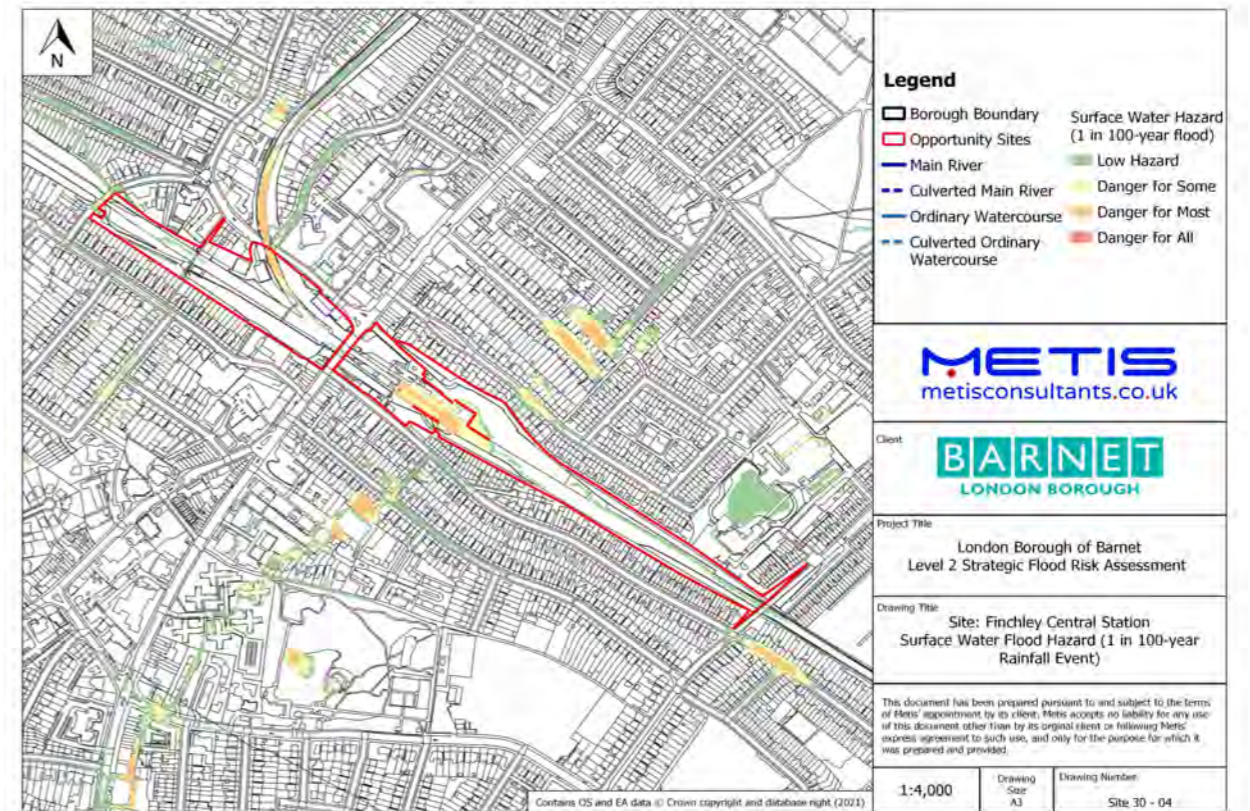 N
Legend
Borough Boundary
Opportunity Sites
Main River
Culverted Main River
Ordinary Watercourse
Culverted Ordinary
Watercourse
Surface Water Hazard
(1 in 100-year flood)
Low Hazard
Danger for Some
Danger for Most
Danger for All
METIS
metisconsultants.co.uk
Client
BARNET
LONDON BOROUGH
Project Title
London Borough of Barnet
Level 2 Strategic Flood Risk Assessment
Drawing Title
Site: Finchley Central Station
Surface Water Flood Hazard (1 in 100-year
Rainfall Event)
This document has been prepared pursuant to and subject to the terms
of Metis' appointment by its client. Metis accepts no liability for any use
of this document other than by its original client or following Metis'
express agreement to such use, and only for the purpose for which it
was prepared and provided.
1:4,000
Drawing
Size
A3
Drawing Number
Site 30 - 04
Contains OS and EA data © Crown copyright and database right (2021)